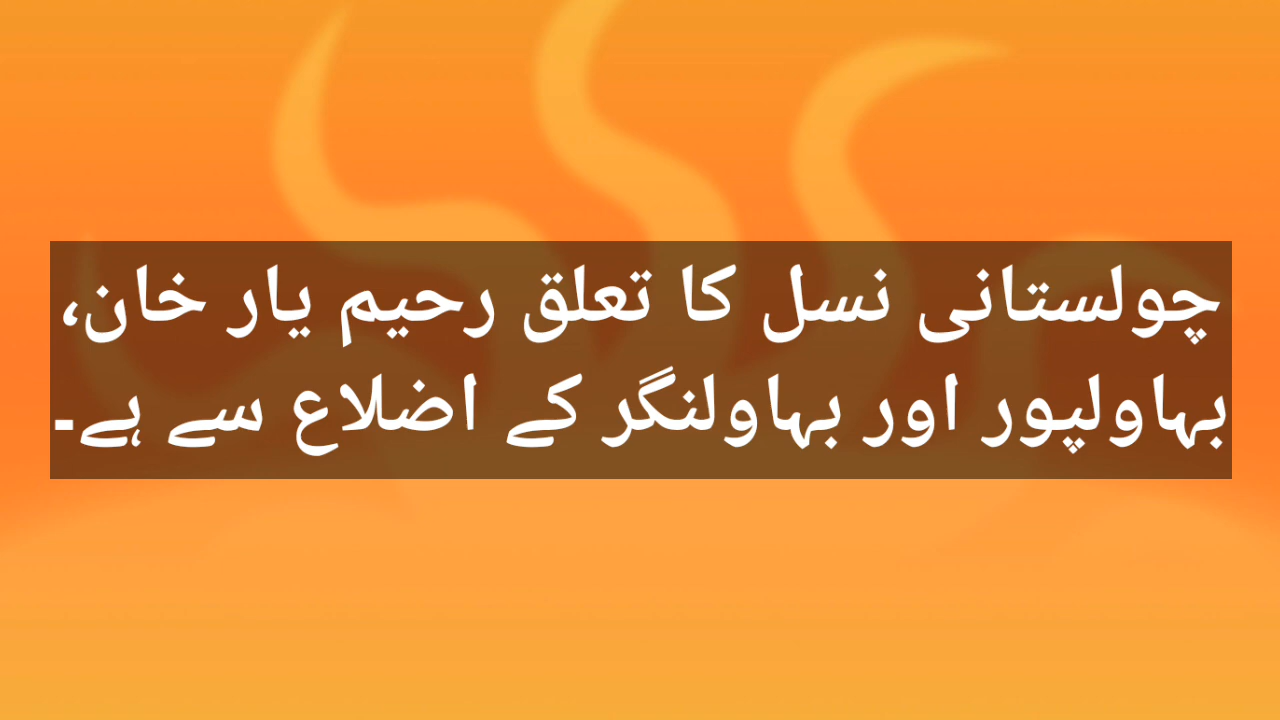 چولستانی نسل کا تعلق رحیم یار خان،
بہاولپور اور بہاولنگر کے اضلاع سے ہے۔